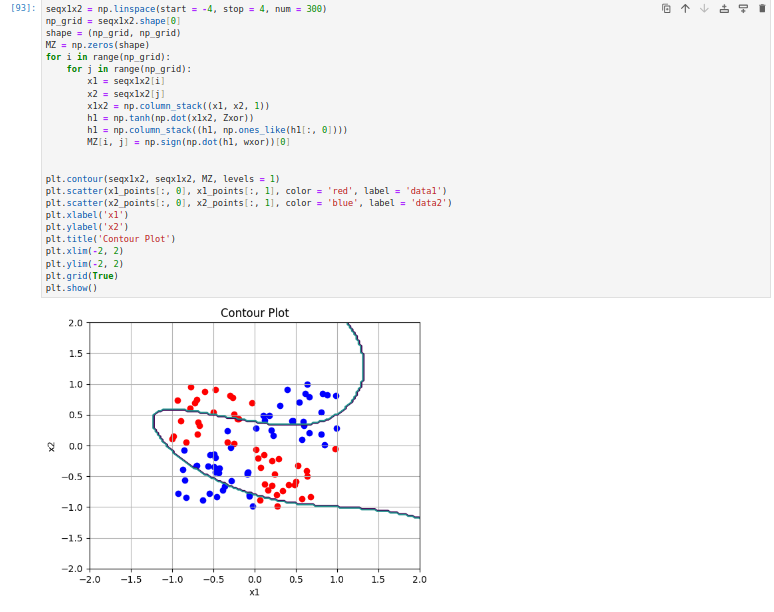 [93]: seqx1x2 = np.linspace(start = -4, stop = 4, num = 300)
np_grid = seqx1x2.shape[0]
shape = (np_grid, np_grid)
MZ = np.zeros(shape)
for i in range(np_grid):
    for j in range(np_grid):
        x1 = seqx1x2[i]
        x2 = seqx1x2[j]
        x1x2 = np.column_stack((x1, x2, 1))
        h1 = np.tanh(np.dot(x1x2, Zxor))
        h1 = np.column_stack((h1, np.ones_like(h1[:, 0])))
        MZ[i, j] = np.sign(np.dot(h1, wxor))[0]
plt.contour(seqx1x2, seqx1x2, MZ, levels = 1)
plt.scatter(x1_points[:, 0], x1_points[:, 1], color = 'red', label = 'data1')
plt.scatter(x2_points[:, 0], x2_points[:, 1], color = 'blue', label = 'data2')
plt.xlabel('x1')
plt.ylabel('x2')
plt.title('Contour Plot')
plt.xlim(-2, 2)
plt.ylim(-2, 2)
plt.grid(True)
plt.show()
Contour Plot
2.0
1.5
1.0
0.5
0.0
−0.5
−1.0
−1.5
−2.0
x2
−2.0 −1.5 −1.0 −0.5 0.0 0.5 1.0 1.5 2.0
x1